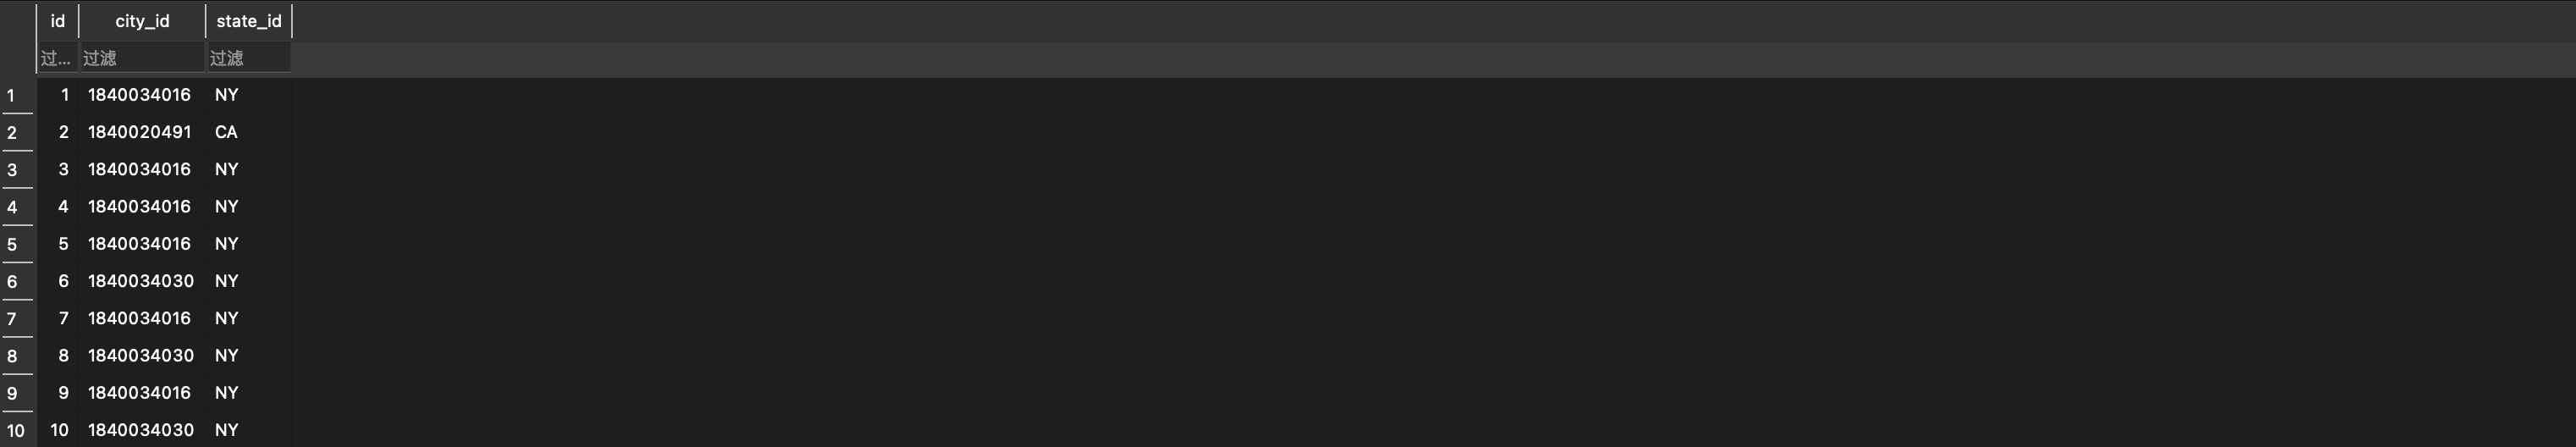 id city_id state_id
过... 过滤 过滤
1 1 1840034016 NY
2 2 1840020491 CA
3 3 1840034016 NY
4 4 1840034016 NY
5 5 1840034016 NY
6 6 1840034030 NY
7 7 1840034016 NY
8 8 1840034030 NY
9 9 1840034016 NY
10 10 1840034030 NY